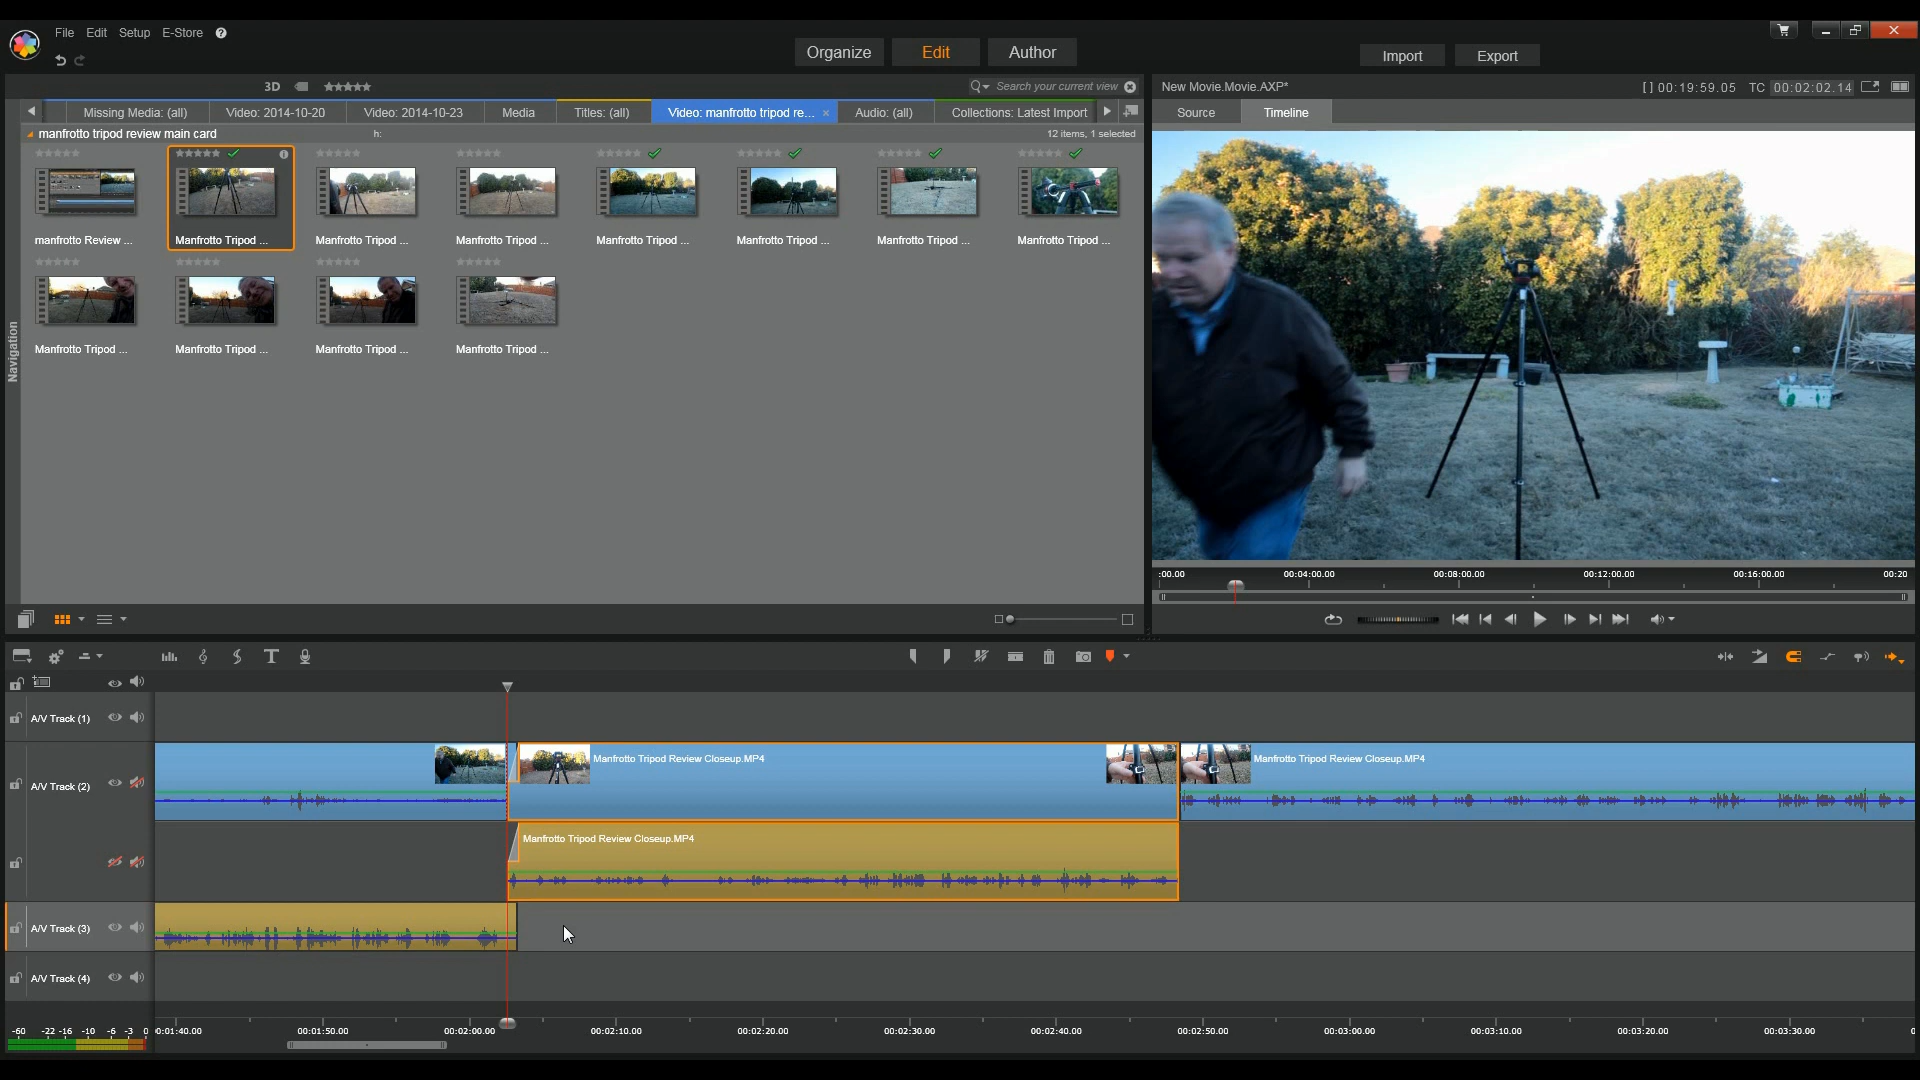 File Edit Setup E-Store ?
Organize Edit Author
Import Export
3D
Search your current view
New Movie.Movie.AXP*
[ ] 00:19:59.05 TC 00:02:02.14
Missing Media: (all) Video: 2014-10-20 Video: 2014-10-23 Media Titles: (all) Video: manfrotto tripod re... × Audio: (all) Collections: Latest Import
Source Timeline
manfrotto tripod review main card h: 12 items, 1 selected
manfrotto Review ... Manfrotto Tripod ... Manfrotto Tripod ... Manfrotto Tripod ... Manfrotto Tripod ... Manfrotto Tripod ... Manfrotto Tripod ... Manfrotto Tripod ...
Manfrotto Tripod ... Manfrotto Tripod ... Manfrotto Tripod ... Manfrotto Tripod ...
Navigation
:00.00 00:04:00.00 00:08:00.00 00:12:00.00 00:16:00.00 00:20
A/V Track (1)
A/V Track (2)
Manfrotto Tripod Review Closeup.MP4 Manfrotto Tripod Review Closeup.MP4
Manfrotto Tripod Review Closeup.MP4
A/V Track (3)
A/V Track (4)
-60 -22 -16 -10 -6 -3 0
0:01:40.00 00:01:50.00 00:02:00.00 00:02:10.00 00:02:20.00 00:02:30.00 00:02:40.00 00:02:50.00 00:03:00.00 00:03:10.00 00:03:20.00 00:03:30.00